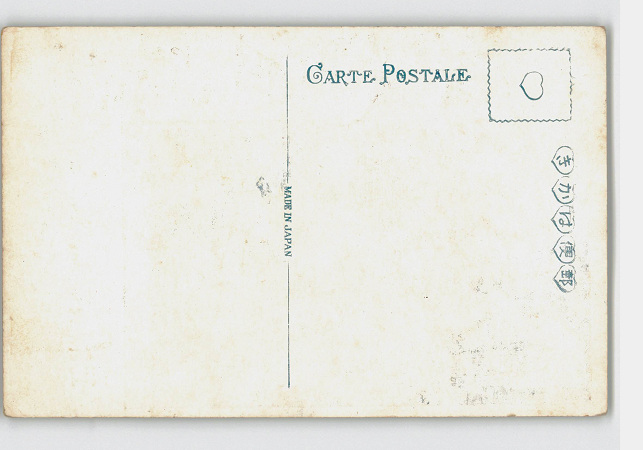 CARTE POSTALE
MADE IN JAPAN
郵便はかき